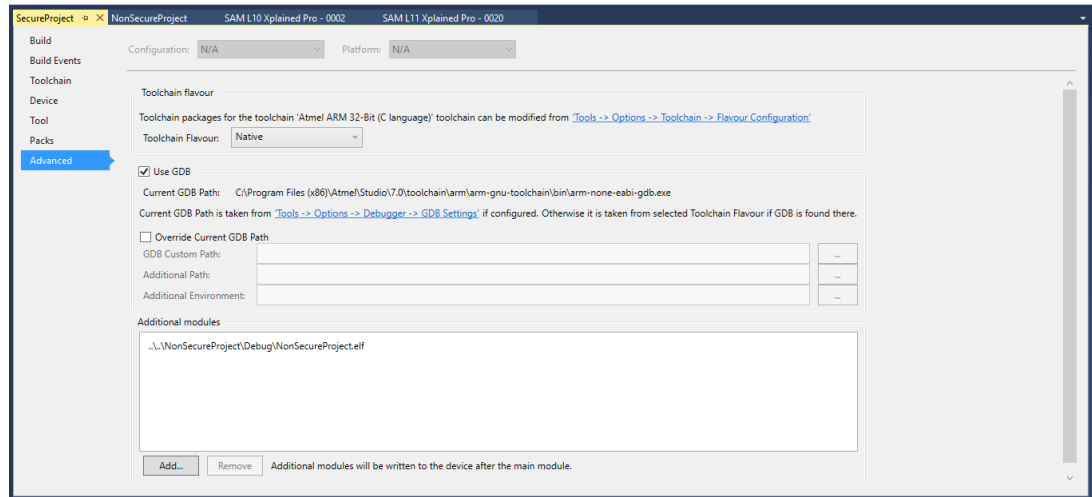 SecureProject NonSecureProject SAM L10 Xplained Pro - 0002 SAM L11 Xplained Pro - 0020
Build
Build Events
Toolchain
Device
Tool
Packs
Advanced
Configuration: N/A Platform: N/A
Toolchain flavour
Toolchain packages for the toolchain 'Atmel ARM 32-Bit (C language)' toolchain can be modified from 'Tools -> Options -> Toolchain -> Flavour Configuration'
Toolchain Flavour: Native
Use GDB
Current GDB Path: C:\Program Files (x86)\Atmel\Studio\7.0\toolchain\arm\arm-gnu-toolchain\bin\arm-none-eabi-gdb.exe
Current GDB Path is taken from 'Tools -> Options -> Debugger -> GDB Settings' if configured. Otherwise it is taken from selected Toolchain Flavour if GDB is found there.
Override Current GDB Path
GDB Custom Path: ...
Additional Path: ...
Additional Environment: ...
Additional modules
..\..\NonSecureProject\Debug\NonSecureProject.elf
Add... Remove Additional modules will be written to the device after the main module.